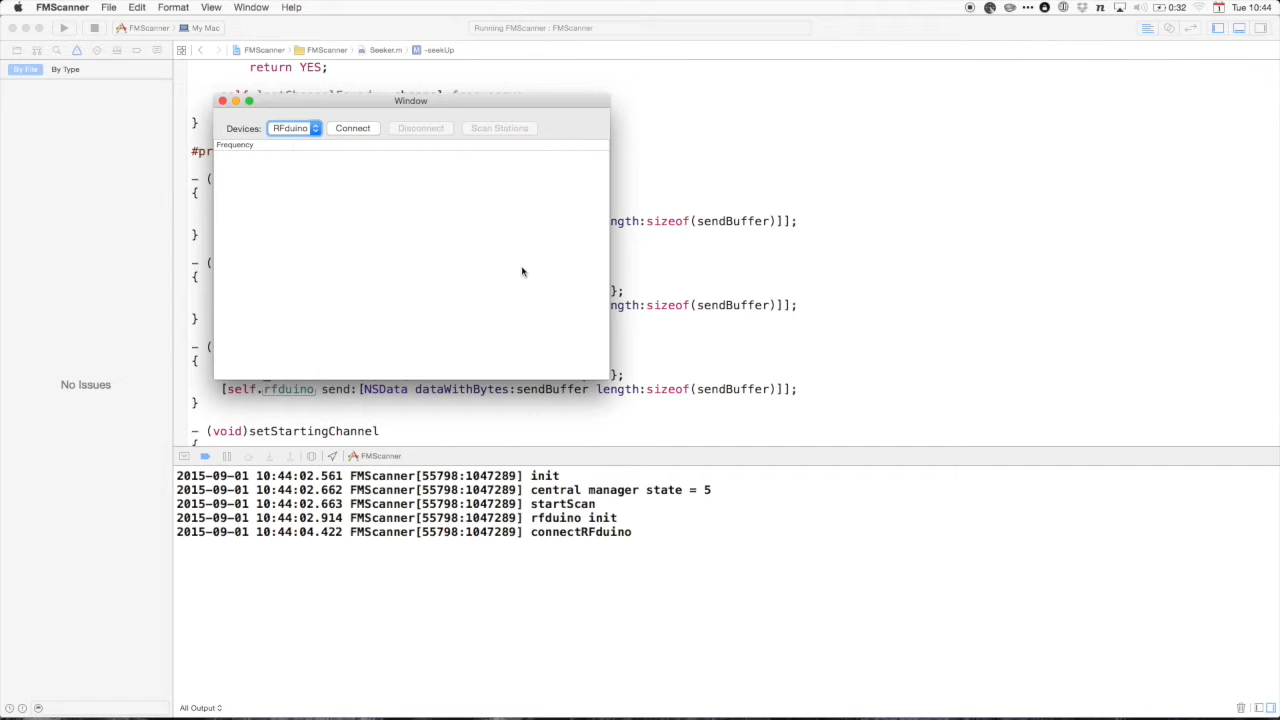 FMScanner File Edit Format View Window Help 0:32 Tue 10:44
FMScanner My Mac Running FMScanner : FMScanner
FMScanner FMScanner Seeker.m M -seekUp
By File By Type
return YES;
Window
}
Devices: RFduino Connect Disconnect Scan Stations
Frequency
#pr
- (
{
ngth:sizeof(sendBuffer)]];
}
- (
{
};
ngth:sizeof(sendBuffer)]];
}
- (
{
};
No Issues
[self.rfduino send:[NSData dataWithBytes:sendBuffer length:sizeof(sendBuffer)]];
}
- (void)setStartingChannel
{
FMScanner
2015-09-01 10:44:02.561 FMScanner[55798:1047289] init
2015-09-01 10:44:02.662 FMScanner[55798:1047289] central manager state = 5
2015-09-01 10:44:02.663 FMScanner[55798:1047289] startScan
2015-09-01 10:44:02.914 FMScanner[55798:1047289] rfduino init
2015-09-01 10:44:04.422 FMScanner[55798:1047289] connectRFduino
All Output